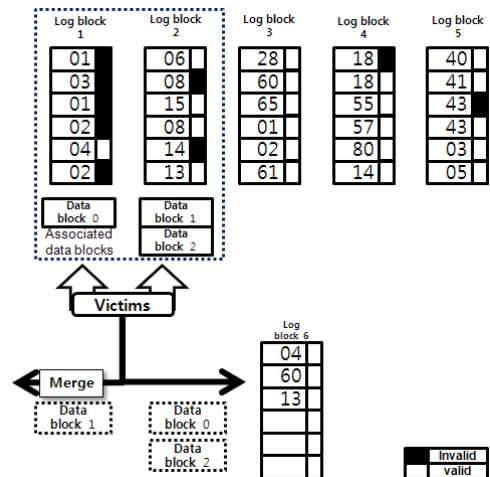 Log block
1
Log block
2
Log block
3
Log block
4
Log block
5
01
03
01
02
04
02
06
08
15
08
14
13
28
60
65
01
02
61
18
18
55
57
80
14
40
41
43
43
03
05
Data
block 0
Associated
data blocks
Data
block 1
Data
block 2
Victims
Log
block 6
04
60
13
Merge
Data
block 1
Data
block 0
Data
block 2
Invalid
valid